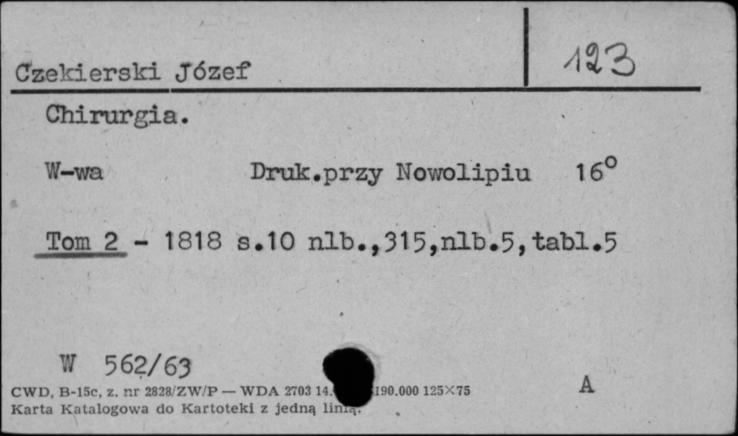 123
Czekierski Józef
Chirurgia.
W-wa Druk.przy Nowolipiu 16°
Tom 2 - 1818 s.10 nlb.,315,nlb.5,tabl.5
W 562/63
A
CWD, B-15c, z. nr 2828/ZW/P — WDA 2703 14. 190.000 125×75
Karta Katalogowa do Kartoteki z jedną linią.